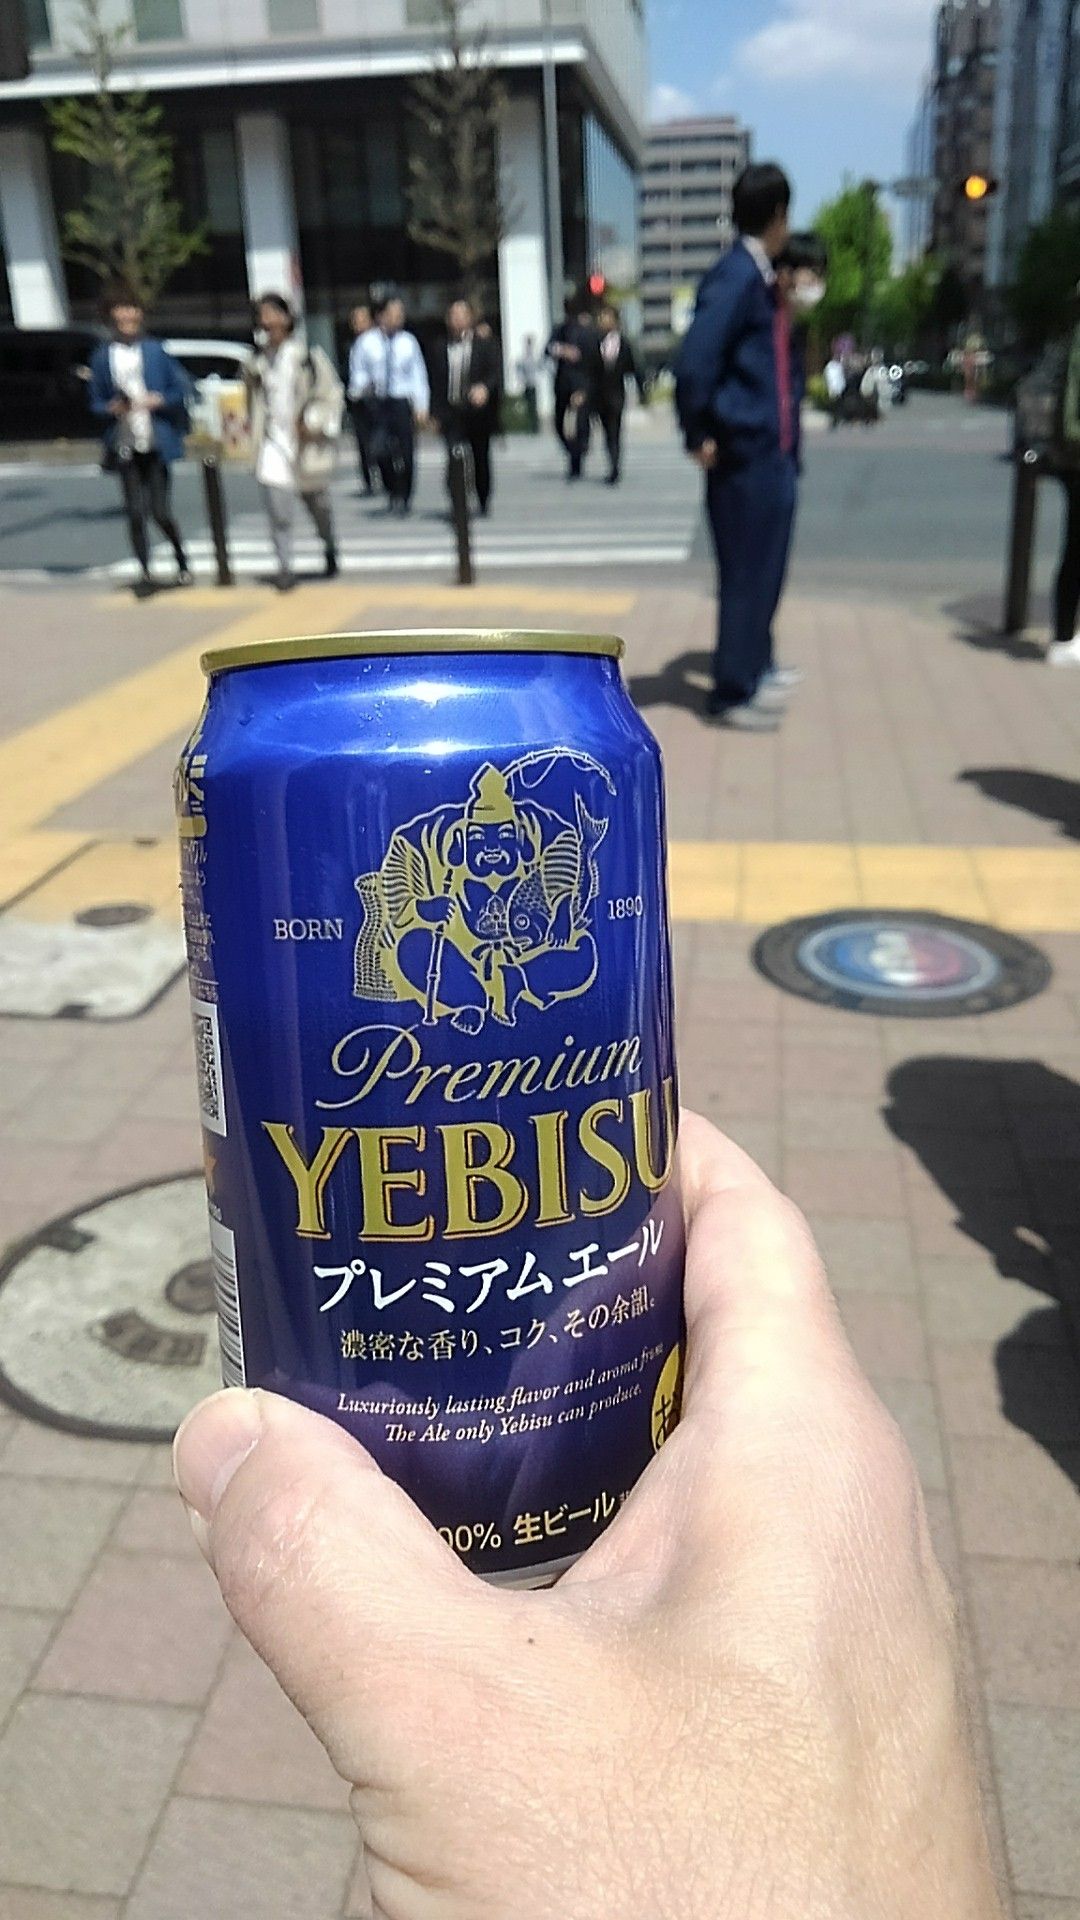 BORN
1890
Premium
YEBISU
プレミアム エール
濃密な香り、コク、その余韻。
Luxuriously lasting flavor and aroma from
The Ale only Yebisu can produce.
お
00% 生ビール